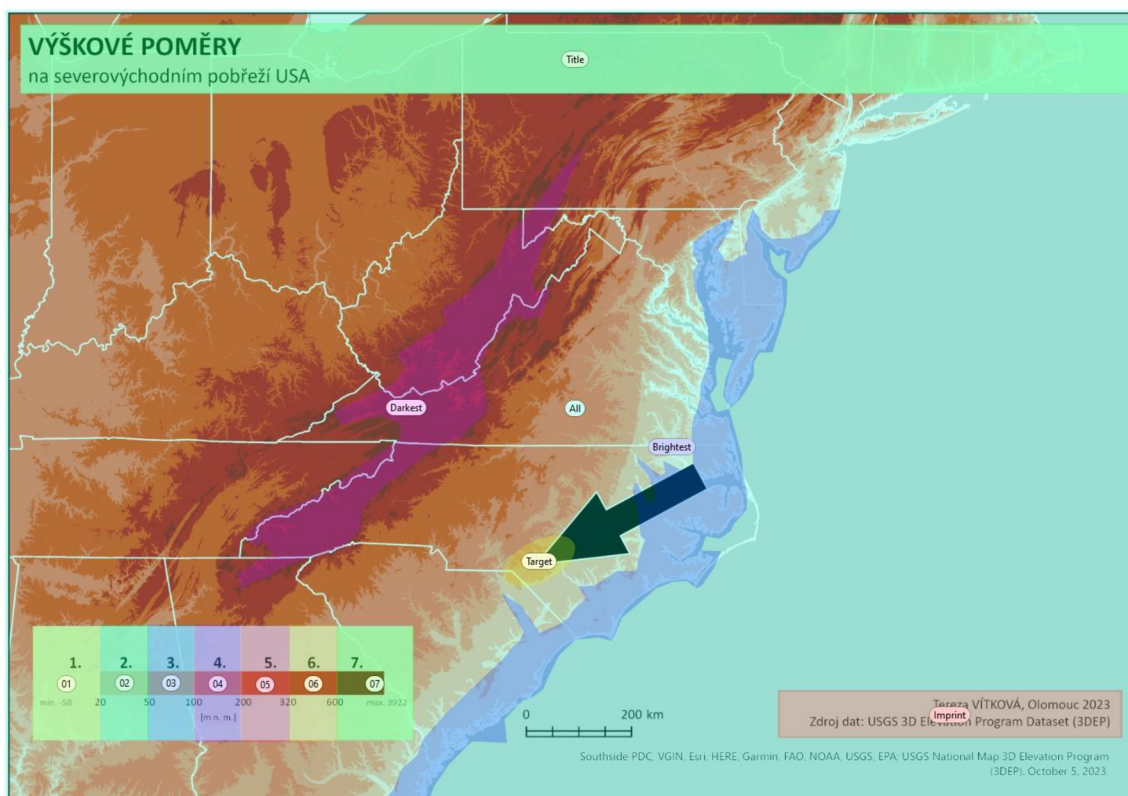 VÝŠKOVÉ POMĚRY
na severovýchodním pobřeží USA
Title
Darkest
All
Brightest
Target
1. 2. 3. 4. 5. 6. 7.
01 02 03 04 05 06 07
min. -58 20 50 100 200 320 600 max. 3922
[m n. m.]
0 200 km
Tereza VÍTKOVÁ, Olomouc 2023
Imprint
Zdroj dat: USGS 3D Elevation Program Dataset (3DEP)
Southside PDC, VGIN, Esri, HERE, Garmin, FAO, NOAA, USGS, EPA; USGS National Map 3D Elevation Program
(3DEP). October 5, 2023.